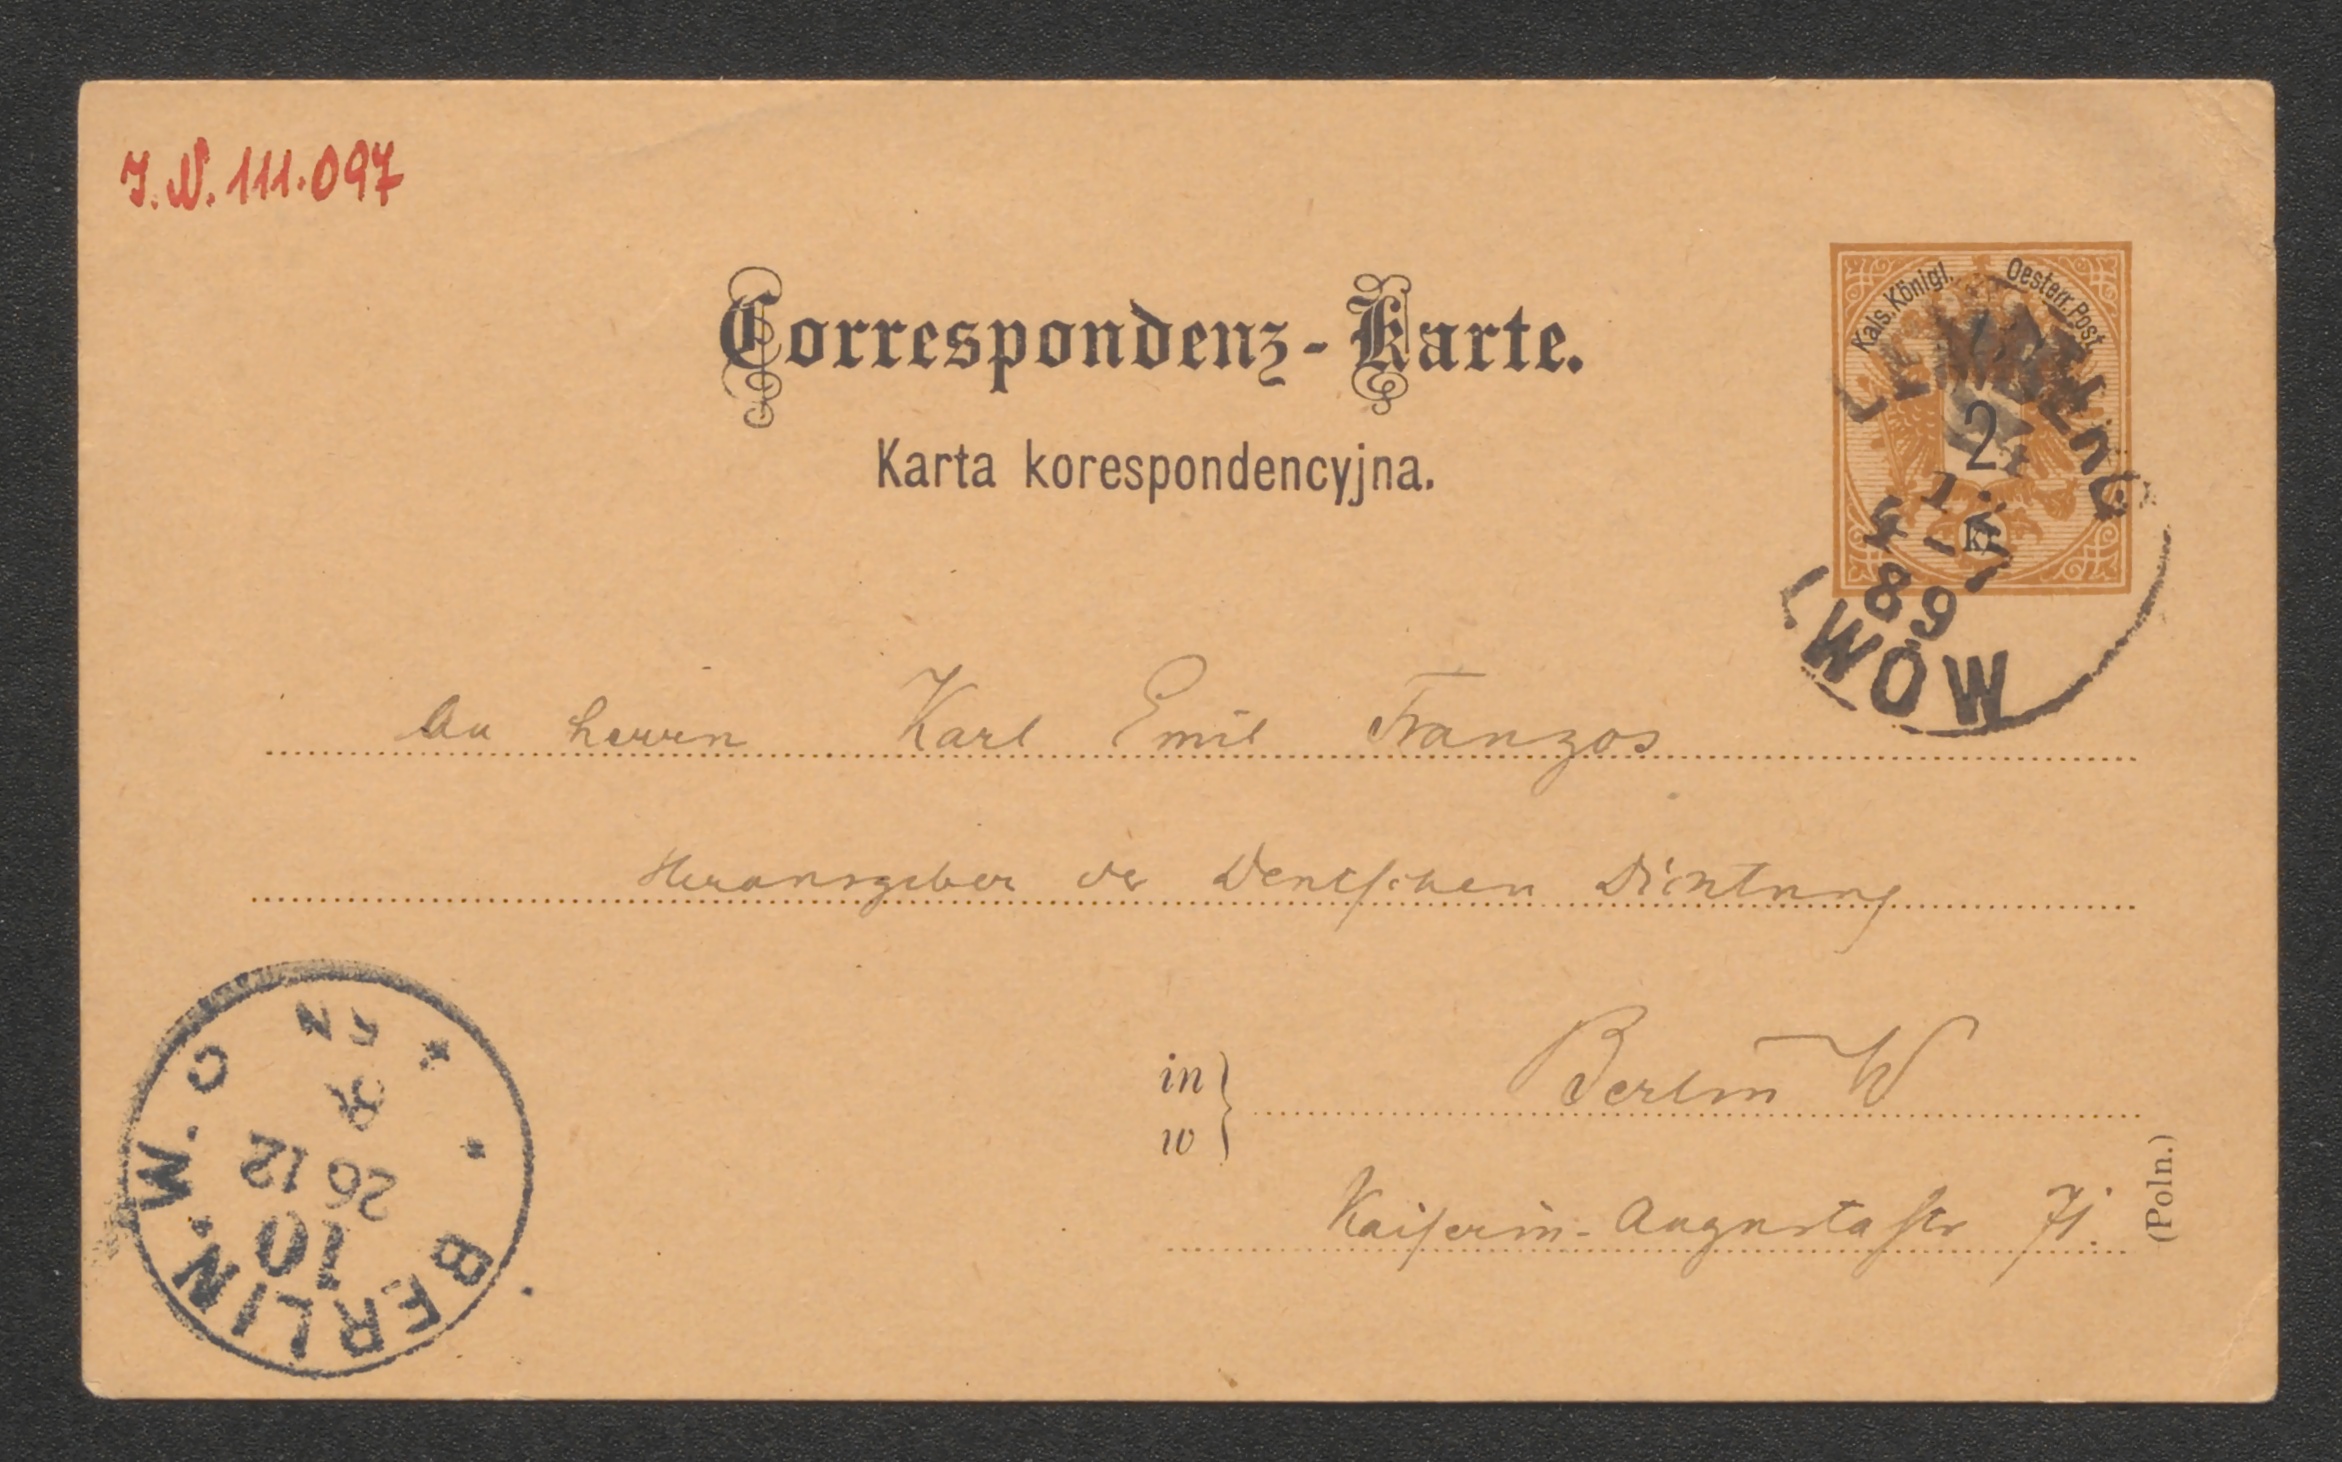 J.N. 111.097
Correspondenz-Karte.
Karta korespondencyjna.
Kais. Königl. Oesterr. Post
2
kr
LEMBERG
89
LWÓW
An Herrn Karl Emil Franzos
Herausgeber der Deutschen Dichtung
in
w
Berlin W
Kaiserin-Augustastr 71.
(Poln.)
BERLIN.W.
10
26 12
N
C